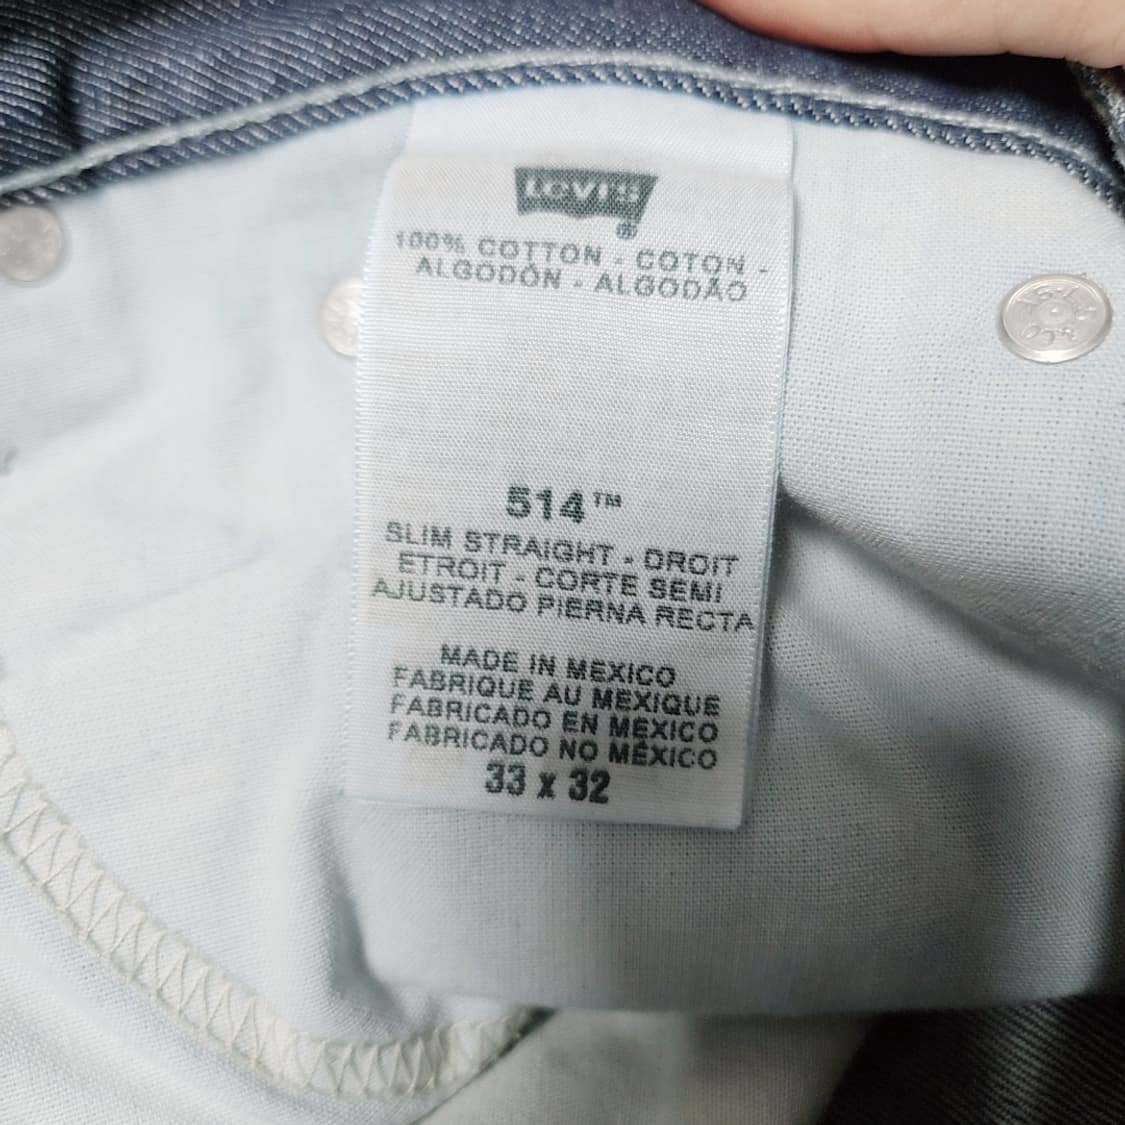 LEVI'S
®
100% COTTON - COTON -
ALGODÓN - ALGODÃO
514™
SLIM STRAIGHT - DROIT
ETROIT - CORTE SEMI
AJUSTADO PIERNA RECTA
MADE IN MEXICO
FABRIQUE AU MEXIQUE
FABRICADO EN MEXICO
FABRICADO NO MÉXICO
33 x 32